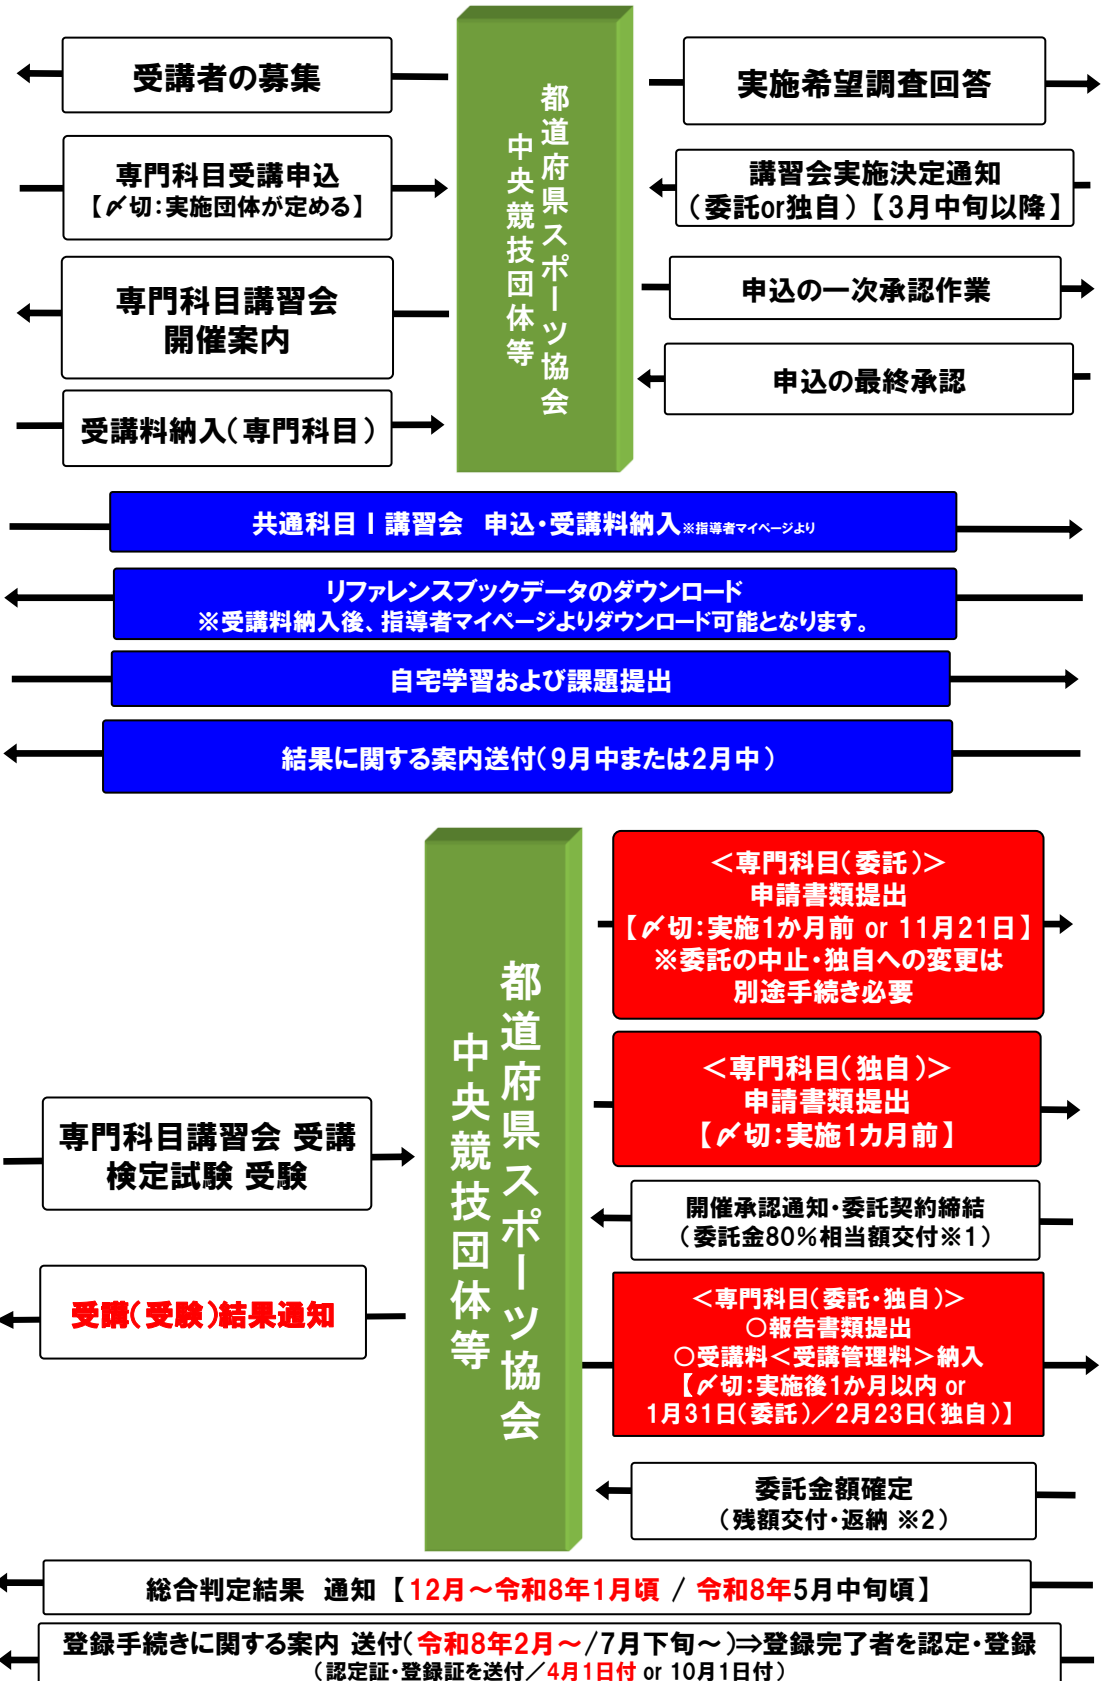 受講者の募集
専門科目受講申込
【〆切：実施団体が定める】
専門科目講習会
開催案内
受講料納入（専門科目）
都道府県スポーツ協会
中央競技団体等
実施希望調査回答
講習会実施決定通知
（委託or独自）【3月中旬以降】
申込の一次承認作業
申込の最終承認
共通科目Ⅰ講習会　申込・受講料納入※指導者マイページより
リファレンスブックデータのダウンロード
※受講料納入後、指導者マイページよりダウンロード可能となります。
自宅学習および課題提出
結果に関する案内送付（9月中または2月中）
専門科目講習会 受講
検定試験 受験
受講（受験）結果通知
都道府県スポーツ協会
中央競技団体等
＜専門科目（委託）＞
申請書類提出
【〆切：実施1か月前 or 11月21日】
※委託の中止・独自への変更は
別途手続き必要
＜専門科目（独自）＞
申請書類提出
【〆切：実施1カ月前】
開催承認通知・委託契約締結
（委託金80%相当額交付※1）
＜専門科目（委託・独自）＞
○報告書類提出
○受講料＜受講管理料＞納入
【〆切：実施後1か月以内 or
1月31日（委託）／2月23日（独自）】
委託金額確定
（残額交付・返納 ※2）
総合判定結果　通知【12月～令和8年1月頃 / 令和8年5月中旬頃】
登録手続きに関する案内 送付（令和8年2月～/7月下旬～）⇒登録完了者を認定・登録
（認定証・登録証を送付／4月1日付 or 10月1日付）